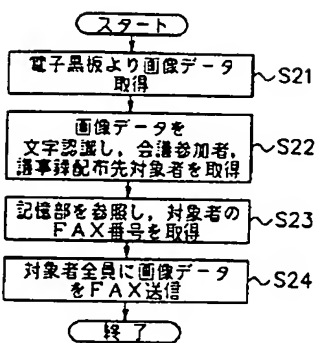 スタート
電子黒板より画像データ
取得
S21
画像データを
文字認識し，会議参加者，
議事録配布先対象者を取得
S22
記憶部を参照し，対象者の
FAX番号を取得
S23
対象者全員に画像データ
をFAX送信
S24
終了